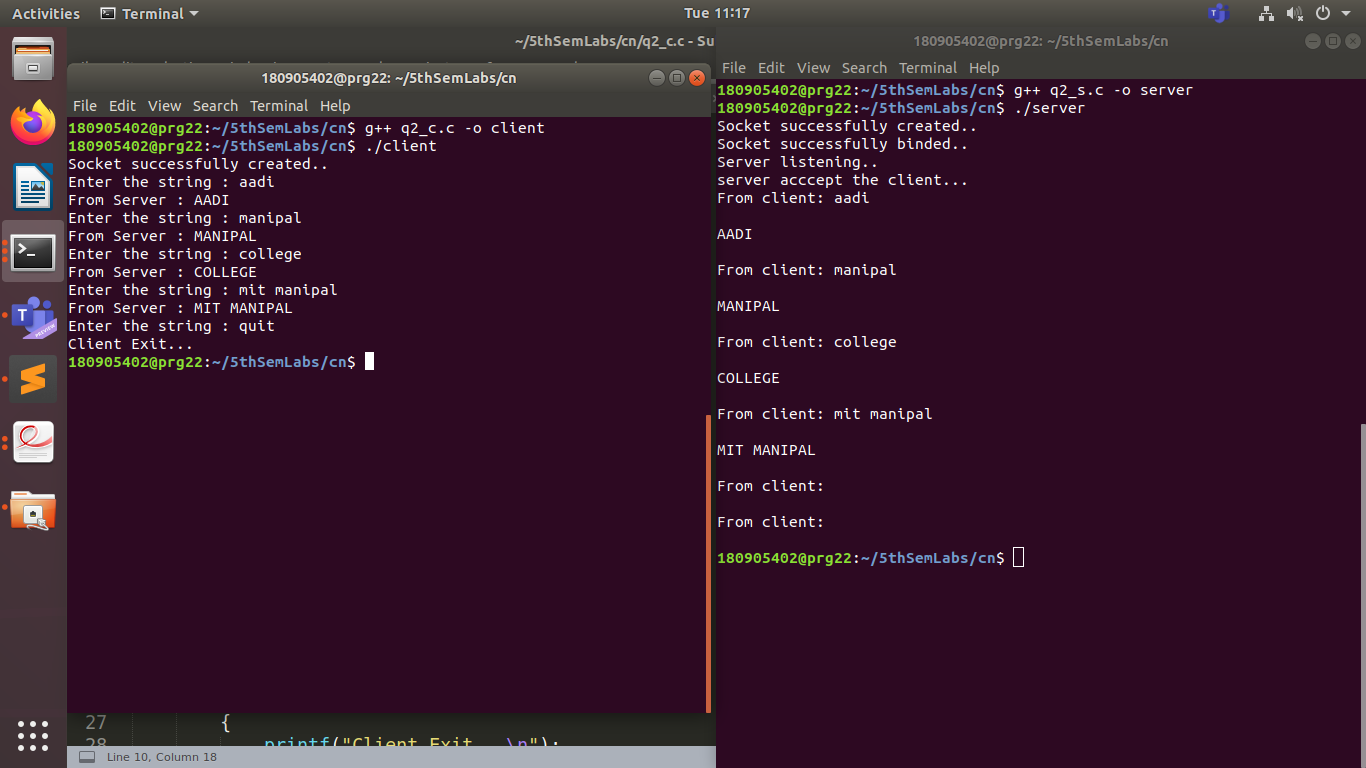 Activities Terminal Tue 11:17
~/5thSemLabs/cn/q2_c.c - Su
180905402@prg22: ~/5thSemLabs/cn
File Edit View Search Terminal Help
180905402@prg22:~/5thSemLabs/cn$ g++ q2_c.c -o client
180905402@prg22:~/5thSemLabs/cn$ ./client
Socket successfully created..
Enter the string : aadi
From Server : AADI
Enter the string : manipal
From Server : MANIPAL
Enter the string : college
From Server : COLLEGE
Enter the string : mit manipal
From Server : MIT MANIPAL
Enter the string : quit
Client Exit...
180905402@prg22:~/5thSemLabs/cn$
27 {
28 printf("Client Exit...\n");
Line 10, Column 18
180905402@prg22: ~/5thSemLabs/cn
File Edit View Search Terminal Help
180905402@prg22:~/5thSemLabs/cn$ g++ q2_s.c -o server
180905402@prg22:~/5thSemLabs/cn$ ./server
Socket successfully created..
Socket successfully binded..
Server listening..
server acccept the client...
From client: aadi
AADI
From client: manipal
MANIPAL
From client: college
COLLEGE
From client: mit manipal
MIT MANIPAL
From client:
From client:
180905402@prg22:~/5thSemLabs/cn$